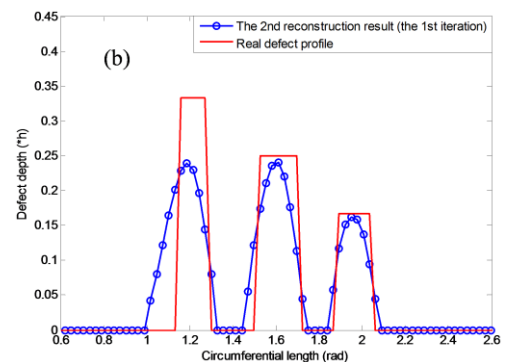 (b)
The 2nd reconstruction result (the 1st iteration)
Real defect profile
Defect depth (*h)
0.45
0.4
0.35
0.3
0.25
0.2
0.15
0.1
0.05
0
0.6 0.8 1 1.2 1.4 1.6 1.8 2 2.2 2.4 2.6
Circumferential length (rad)